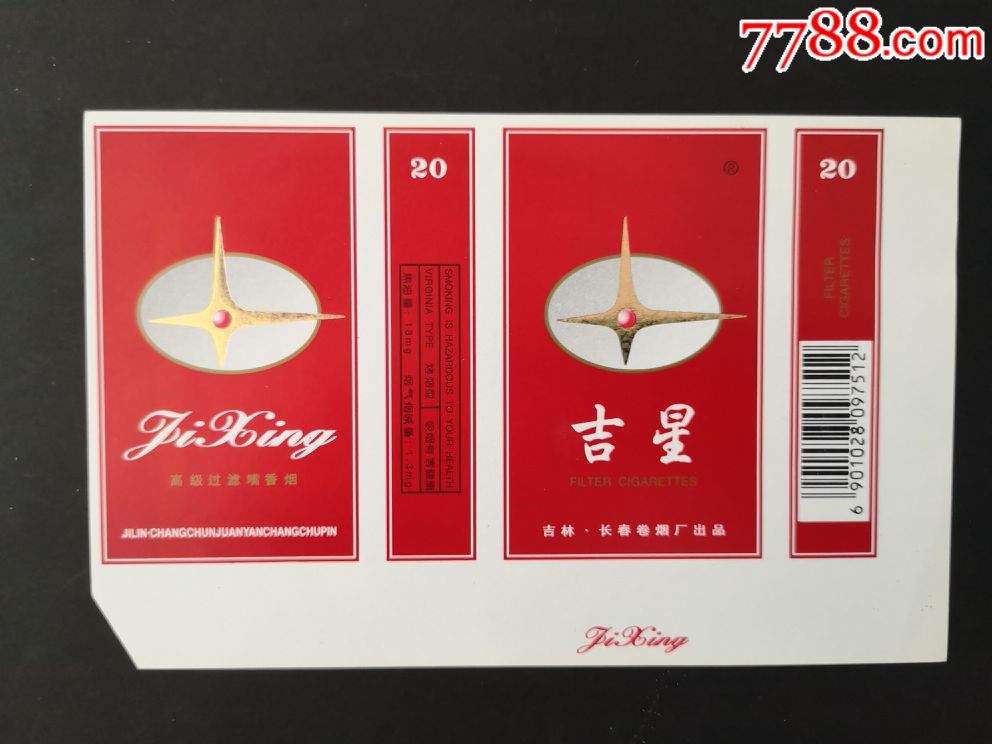 7788.com
JiXing
高级过滤嘴香烟
JILIN·CHANGCHUNJUANYANCHANGCHUPIN
20
SMOKING IS HAZARDOUS TO YOUR HEALTH
VIRGINIA TYPE 烤烟型 吸烟有害健康
焦油量：18mg 烟气烟碱量：1.3mg
®
吉星
FILTER CIGARETTES
吉林·长春卷烟厂出品
20
FILTER
CIGARETTES
6 901028 097512
JiXing